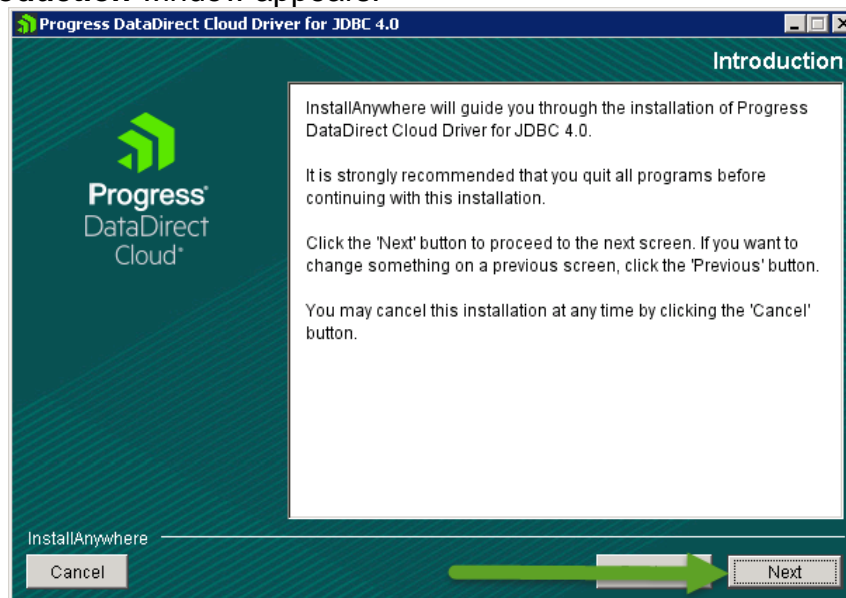 window appears.
Progress DataDirect Cloud Driver for JDBC 4.0
Introduction
InstallAnywhere will guide you through the installation of Progress
DataDirect Cloud Driver for JDBC 4.0.
It is strongly recommended that you quit all programs before
continuing with this installation.
Click the 'Next' button to proceed to the next screen. If you want to
change something on a previous screen, click the 'Previous' button.
You may cancel this installation at any time by clicking the 'Cancel'
button.
Progress
DataDirect
Cloud
InstallAnywhere
Cancel
Next